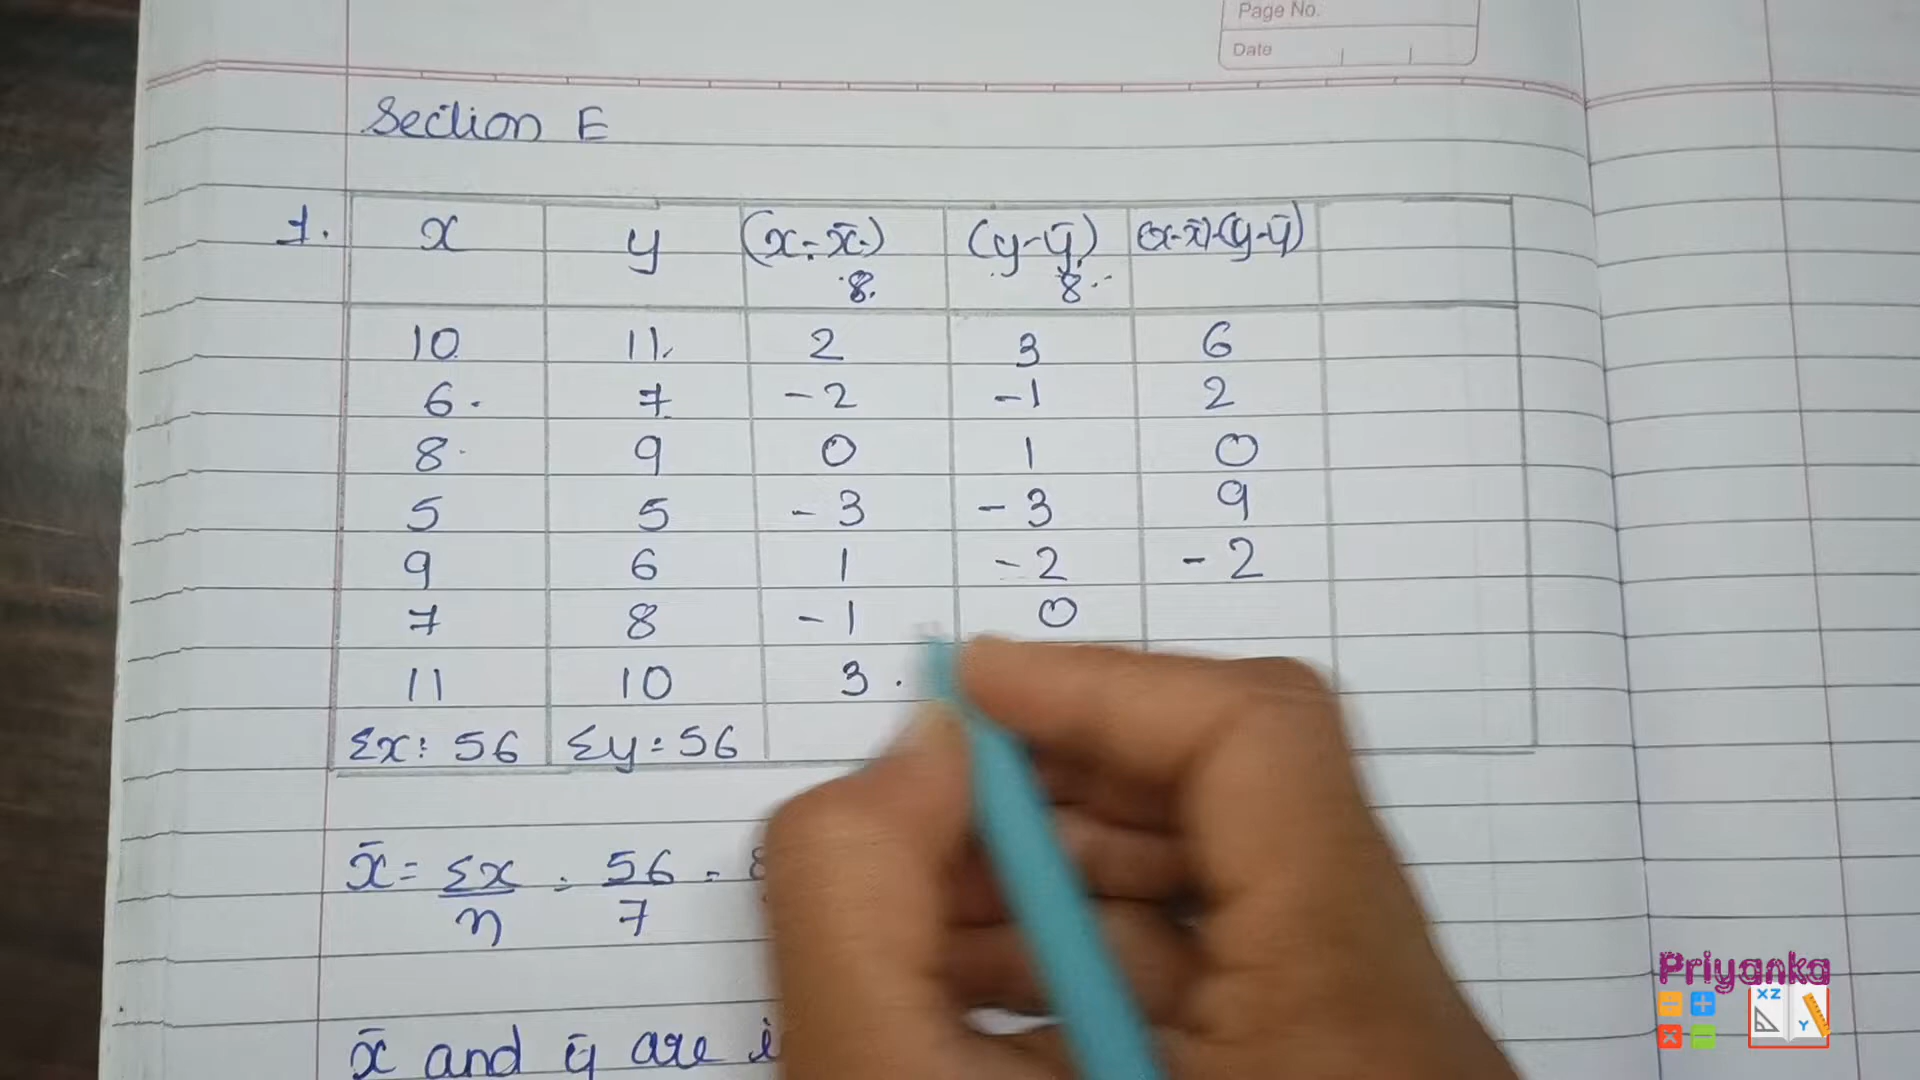 Page No.
Date
Section E
1. x y (x-x̄) (y-ȳ) (x-x̄)·(y-ȳ)
8. 8
10 11 2 3 6
6 7 -2 -1 2
8 9 0 1 0
5 5 -3 -3 9
9 6 1 -2 -2
7 8 -1 0
11 10 3
Σx = 56 Σy = 56
x̄ = Σx/n = 56/7 = 8
x̄ and ȳ are
Priyanka
XZ
Y